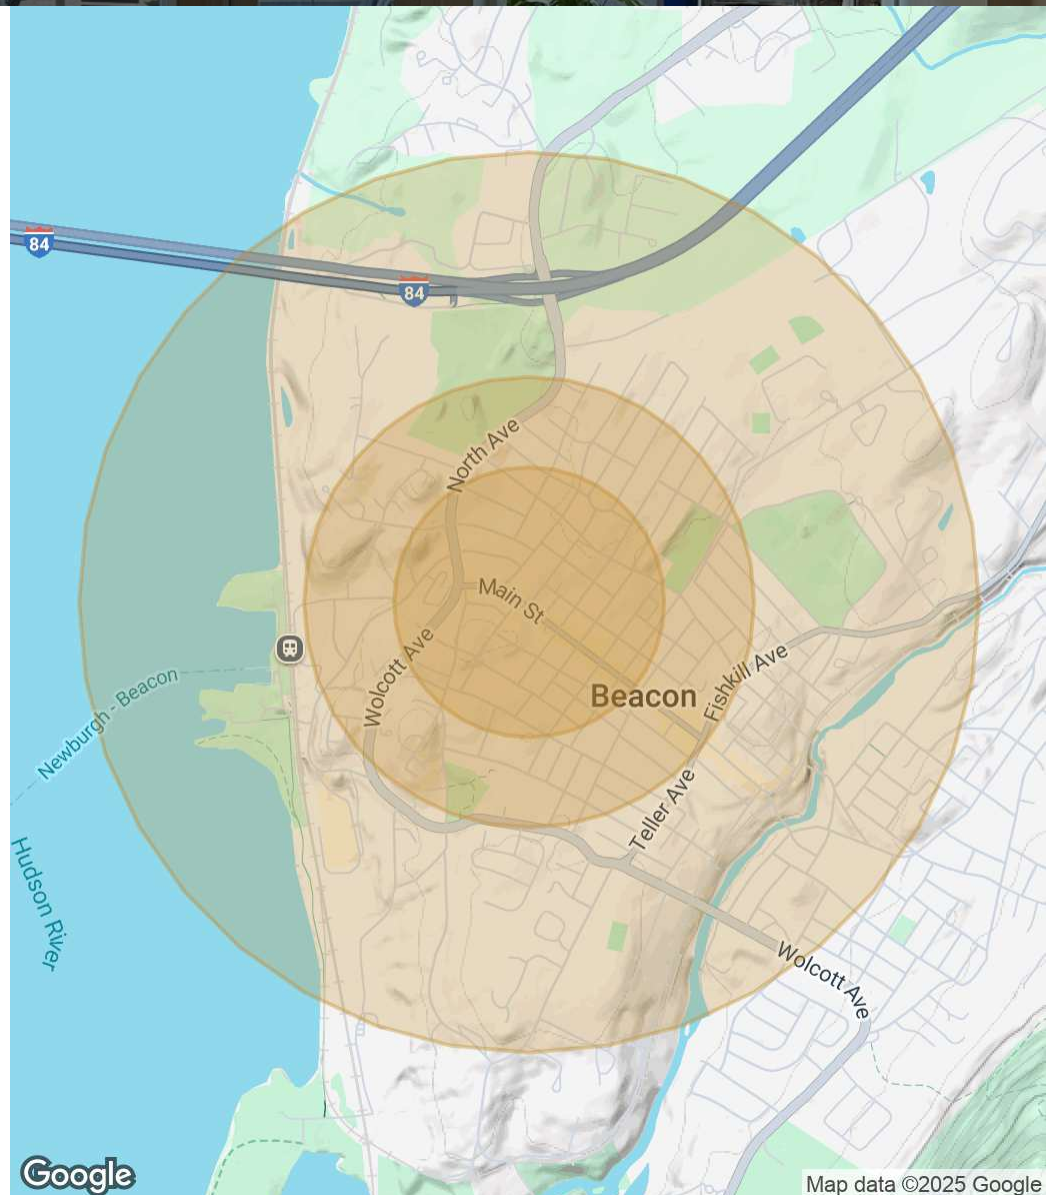 84
84
North Ave
Main St
Wolcott Ave
Beacon
Fishkill Ave
Newburgh - Beacon
Teller Ave
Hudson River
Wolcott Ave
Google
Map data ©2025 Google